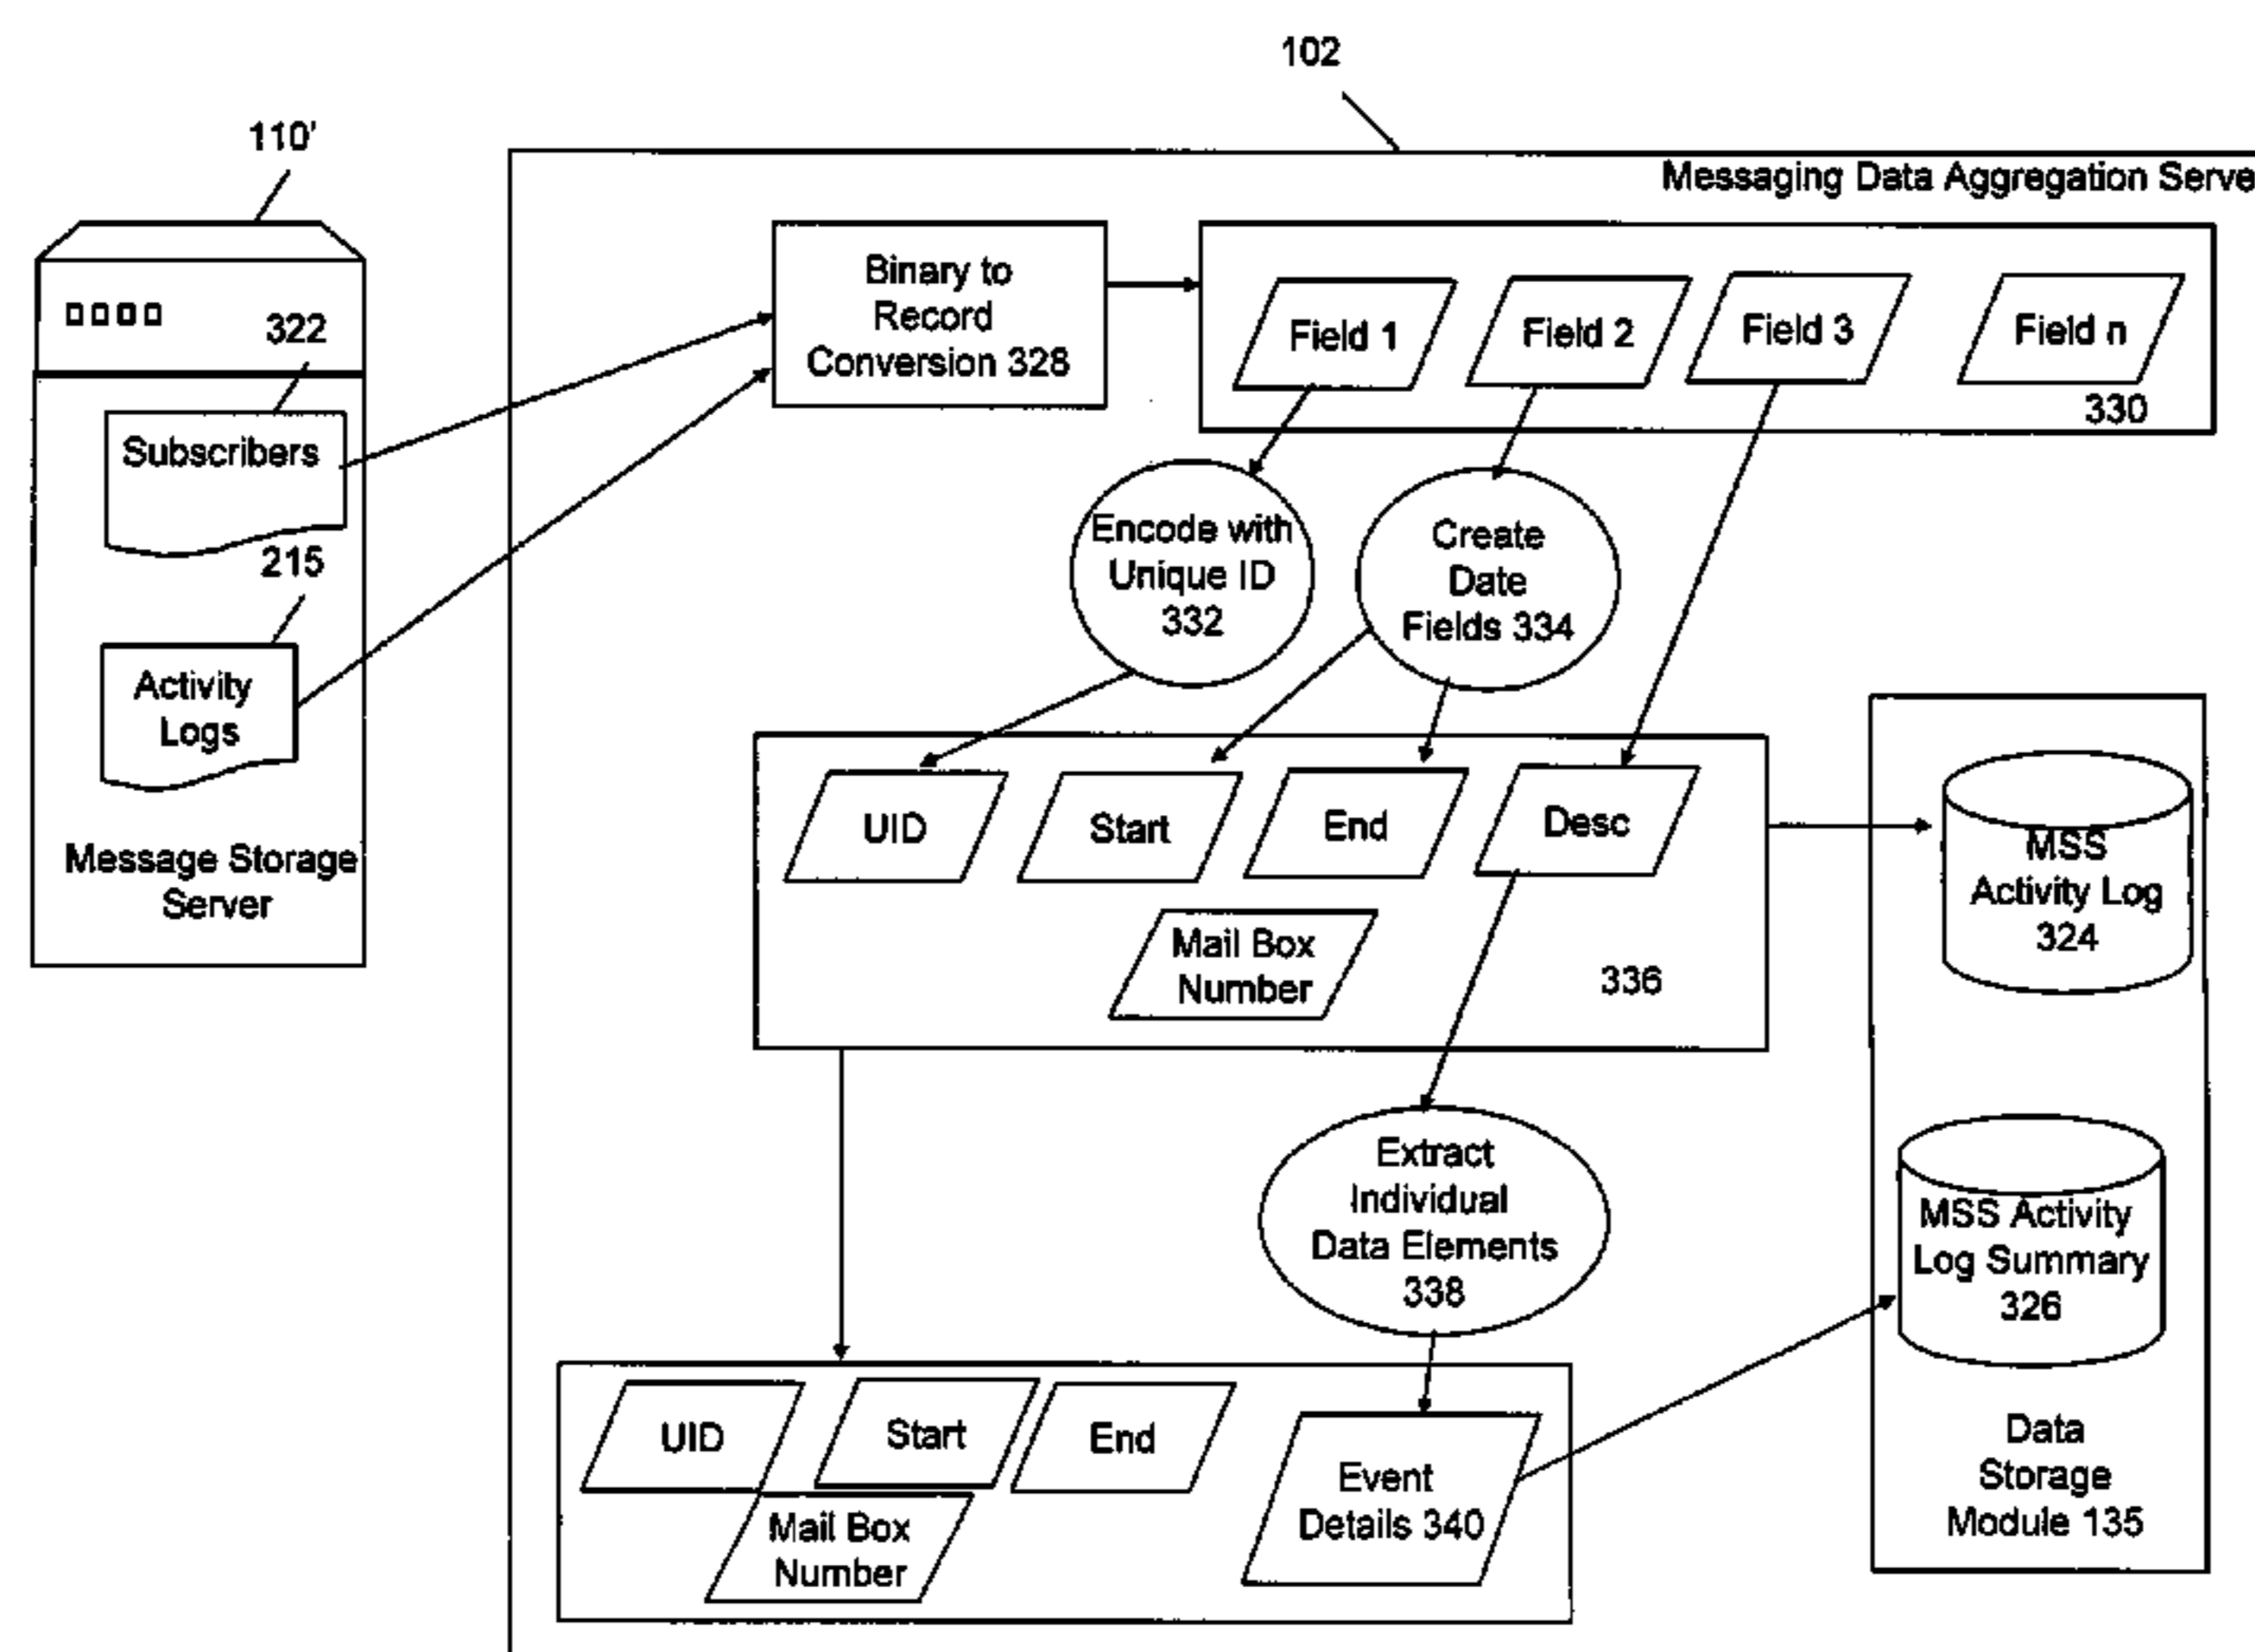 102
110'
Messaging Data Aggregation Serve
322
Subscribers
215
Activity
Logs
Message Storage
Server
Binary to
Record
Conversion 328
Field 1
Field 2
Field 3
Field n
330
Encode with
Unique ID
332
Create
Date
Fields 334
UID
Start
End
Desc
Mail Box
Number
336
MSS
Activity Log
324
Extract
Individual
Data Elements
338
MSS Activity
Log Summary
326
UID
Start
End
Mail Box
Number
Event
Details 340
Data
Storage
Module 135